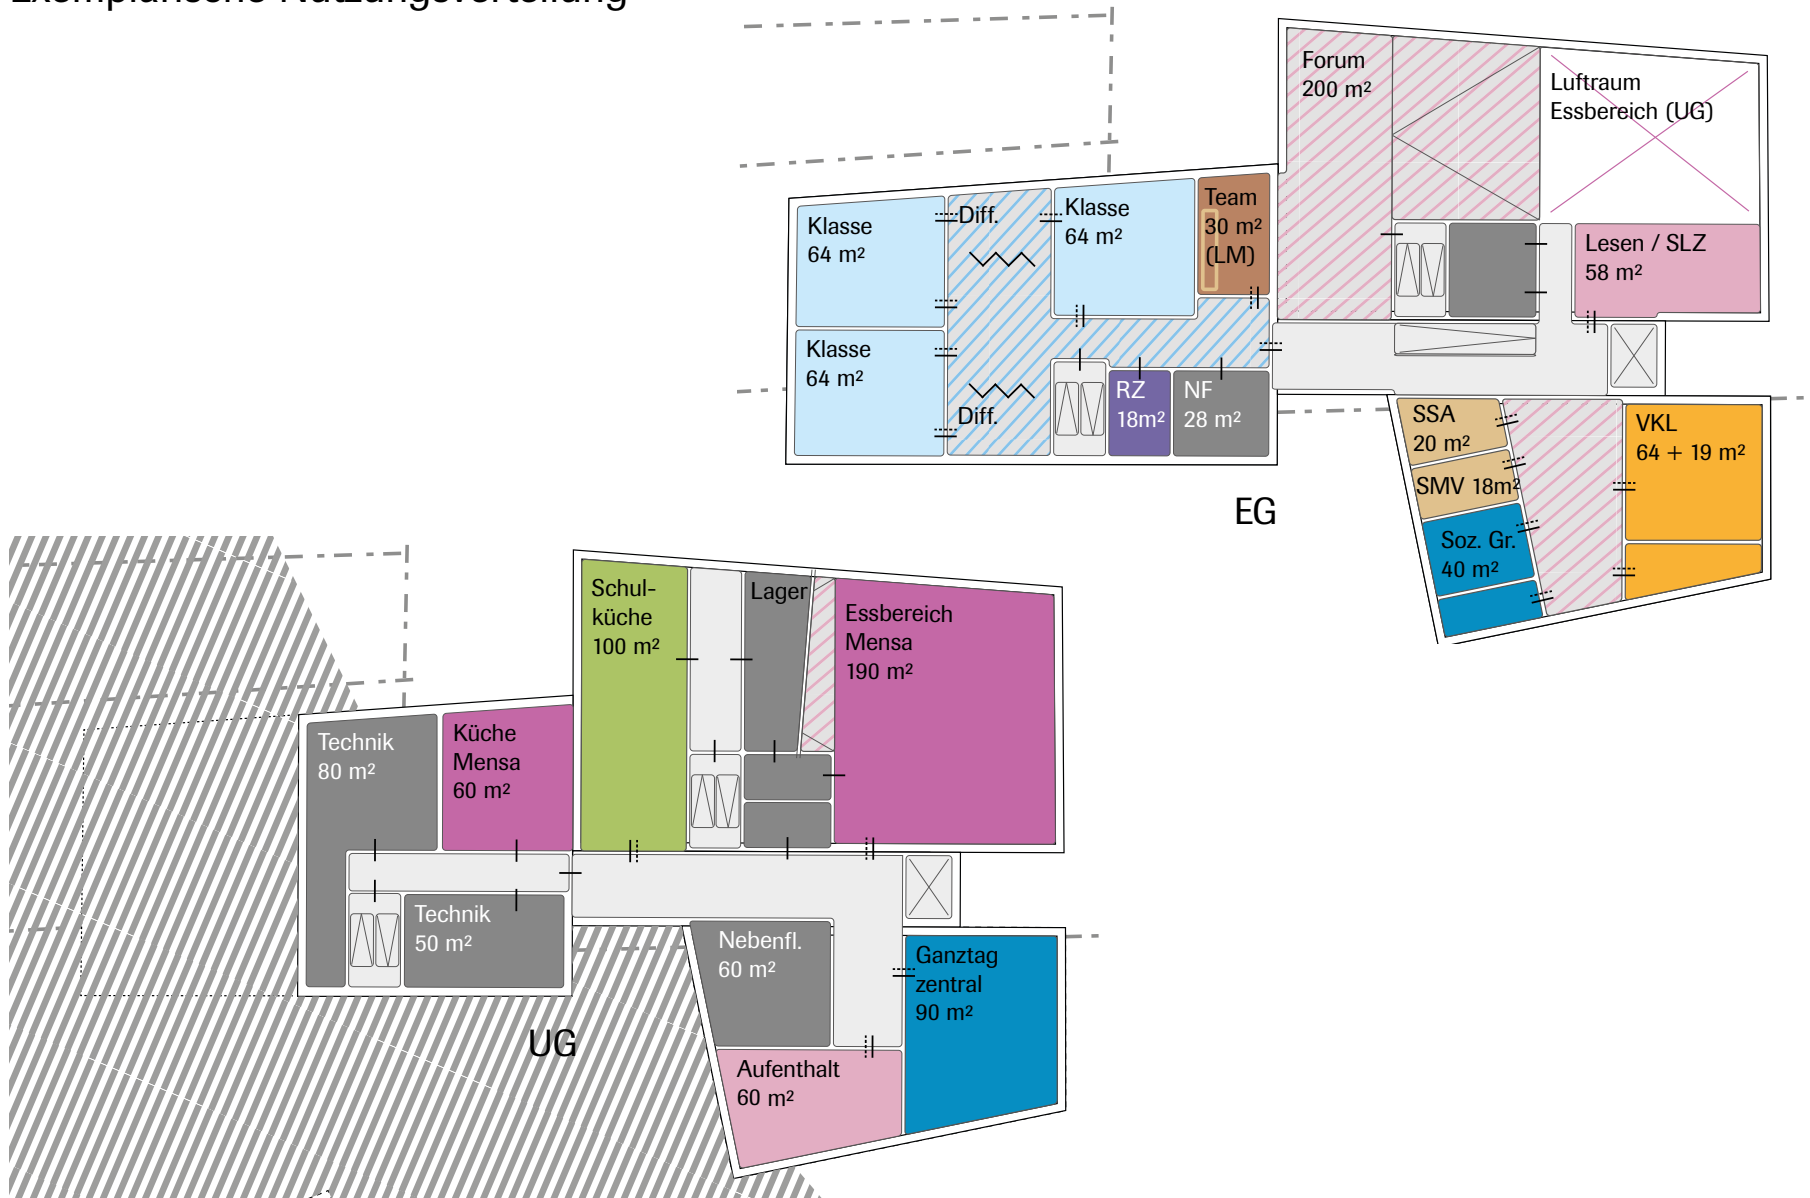 Exemplarische Nutzungsverteilung
Forum
200 m²
Luftraum
Essbereich (UG)
Klasse
64 m²
Diff.
Klasse
64 m²
Team
30 m²
(LM)
Lesen / SLZ
58 m²
Klasse
64 m²
Diff.
RZ
18m²
NF
28 m²
SSA
20 m²
SMV 18m²
Soz. Gr.
40 m²
VKL
64 + 19 m²
EG
Schul-
küche
100 m²
Lager
Essbereich
Mensa
190 m²
Technik
80 m²
Küche
Mensa
60 m²
Technik
50 m²
Nebenfl.
60 m²
Ganztag
zentral
90 m²
UG
Aufenthalt
60 m²